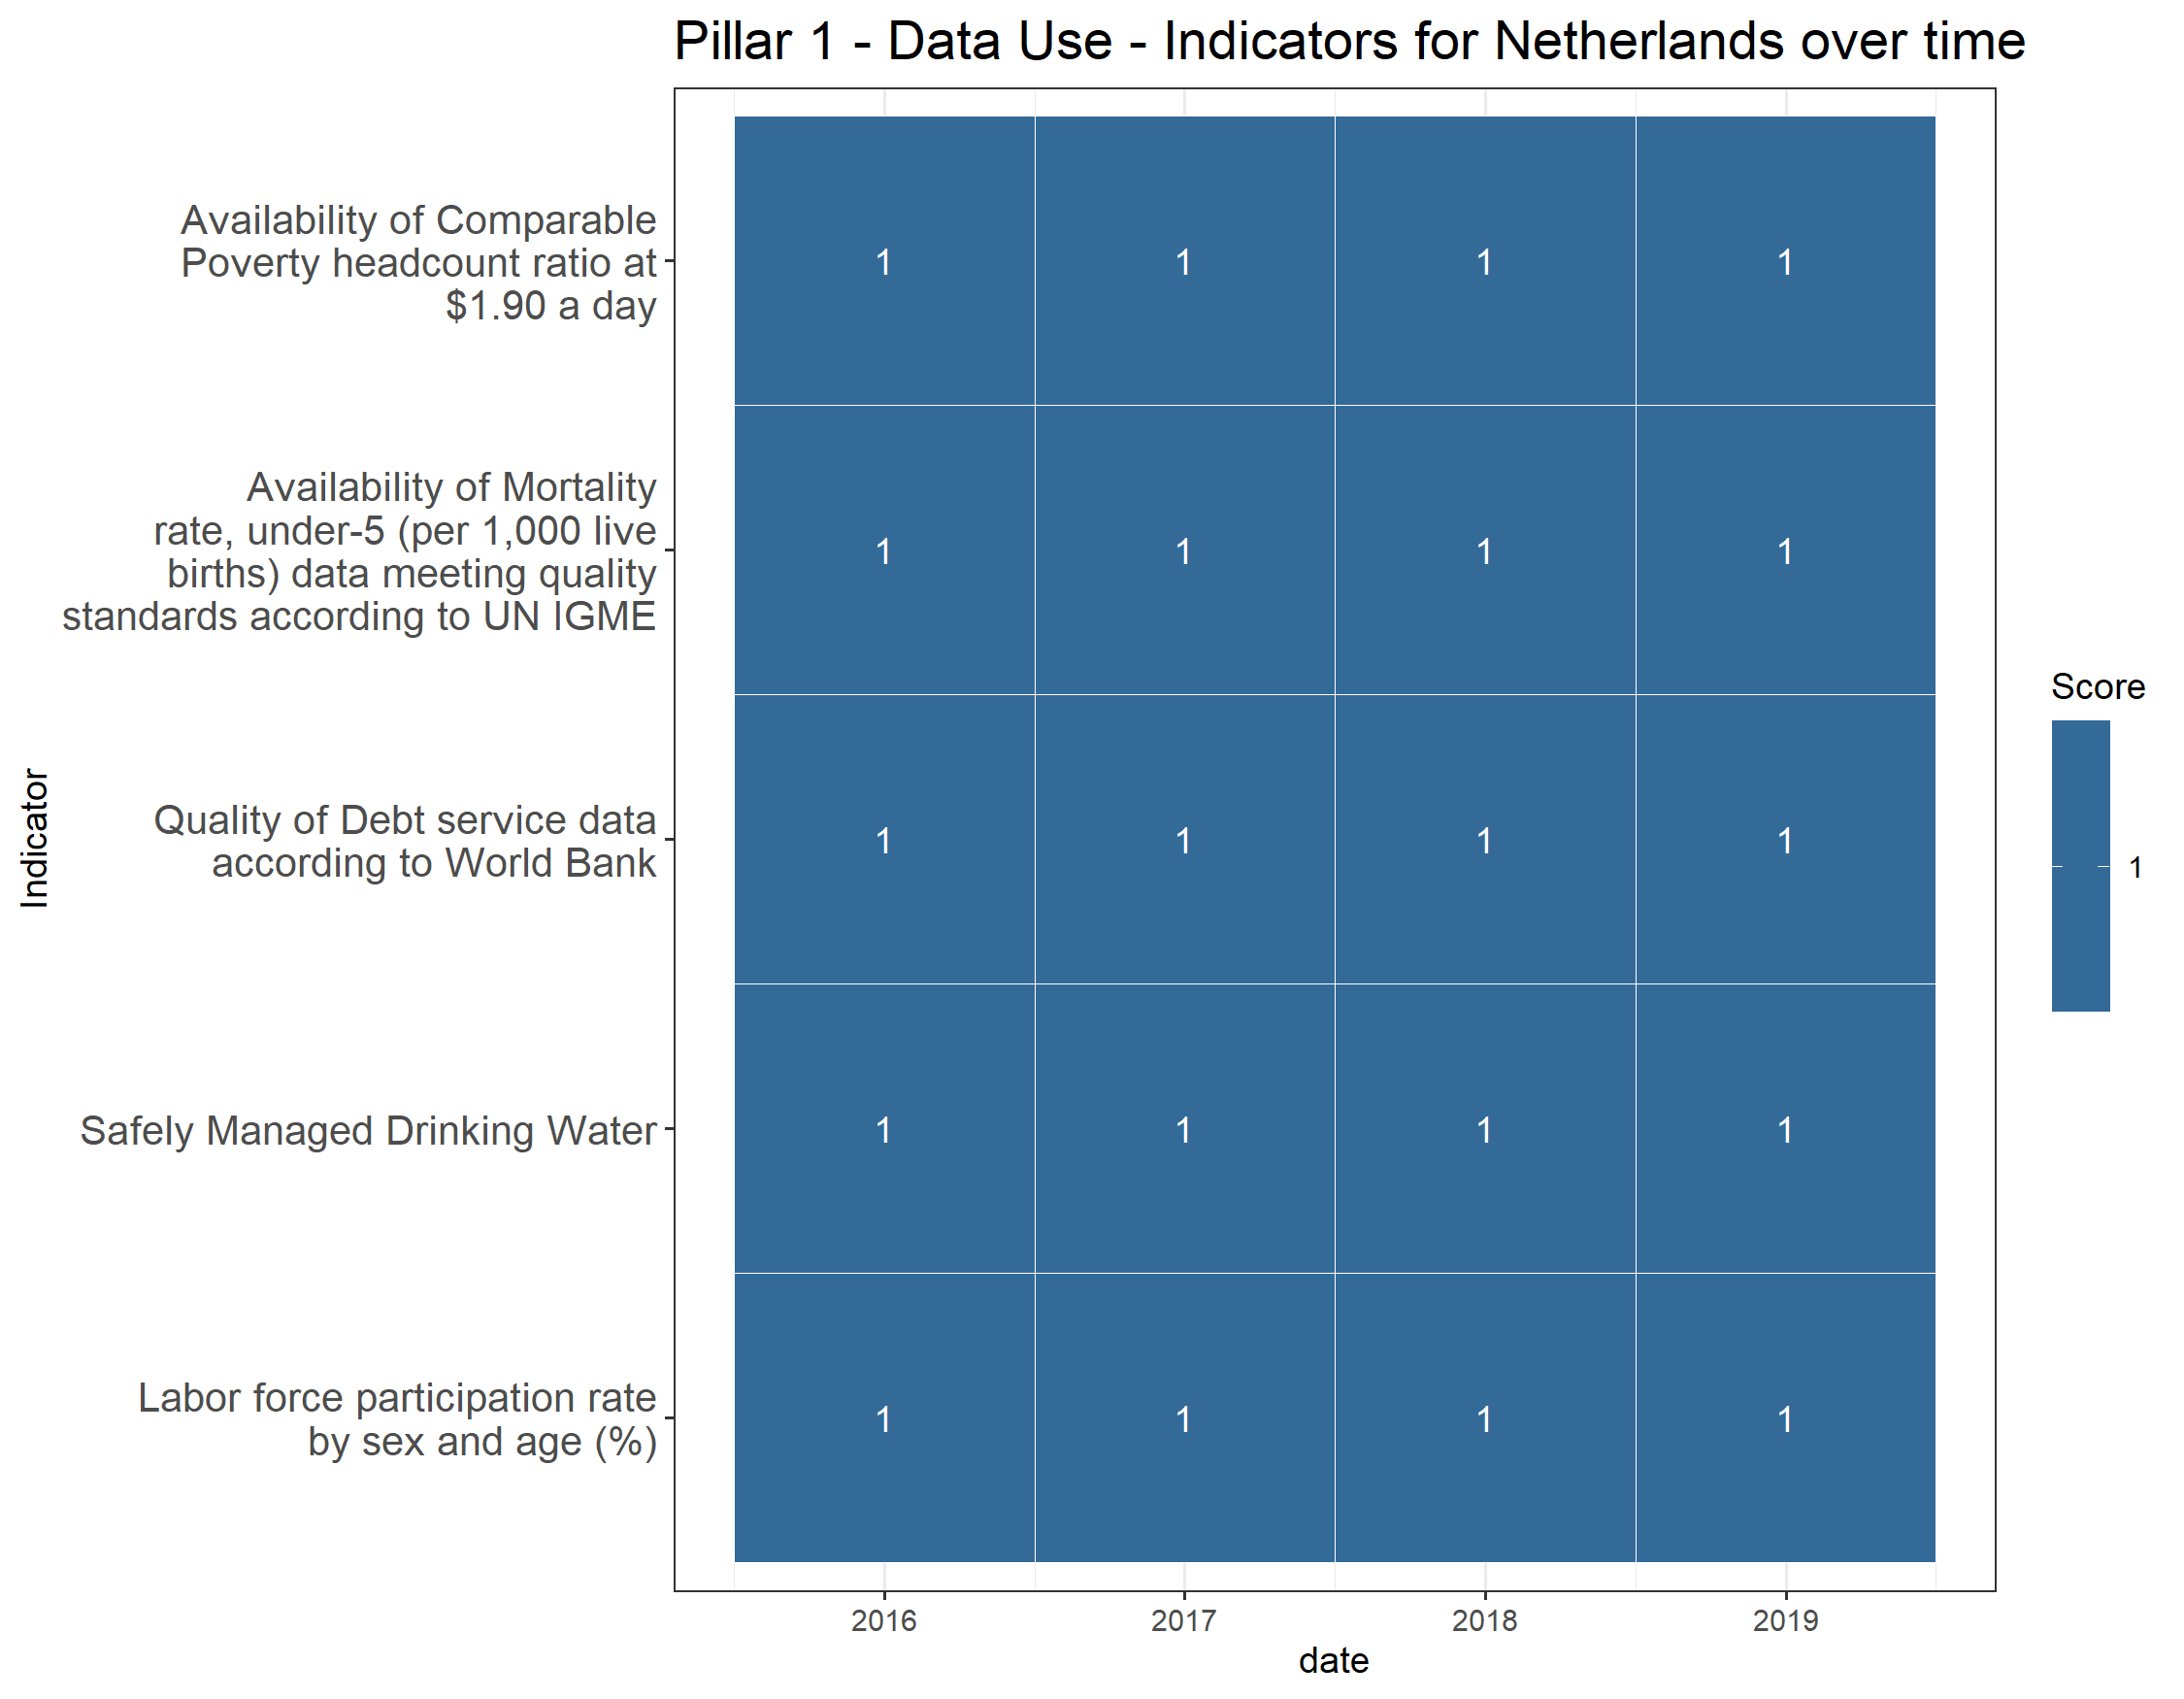 Pillar 1 - Data Use - Indicators for Netherlands over time
Availability of Comparable
Poverty headcount ratio at
$1.90 a day
1 1 1 1
Availability of Mortality
rate, under-5 (per 1,000 live
births) data meeting quality
standards according to UN IGME
1 1 1 1
Quality of Debt service data
according to World Bank
1 1 1 1
Safely Managed Drinking Water
1 1 1 1
Labor force participation rate
by sex and age (%)
1 1 1 1
Indicator
2016 2017 2018 2019
date
Score
1